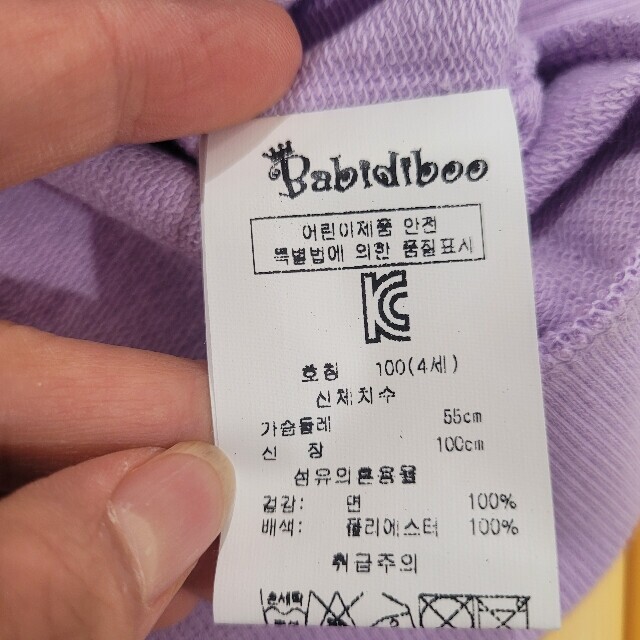 Babidiboo
어린이제품 안전
특별법에 의한 품질표시
KC
호칭 100(4세)
신체치수
가슴둘레 55cm
신 장 100cm
섬유의혼용율
겉감: 면 100%
배색: 폴리에스터 100%
취급주의
손세탁